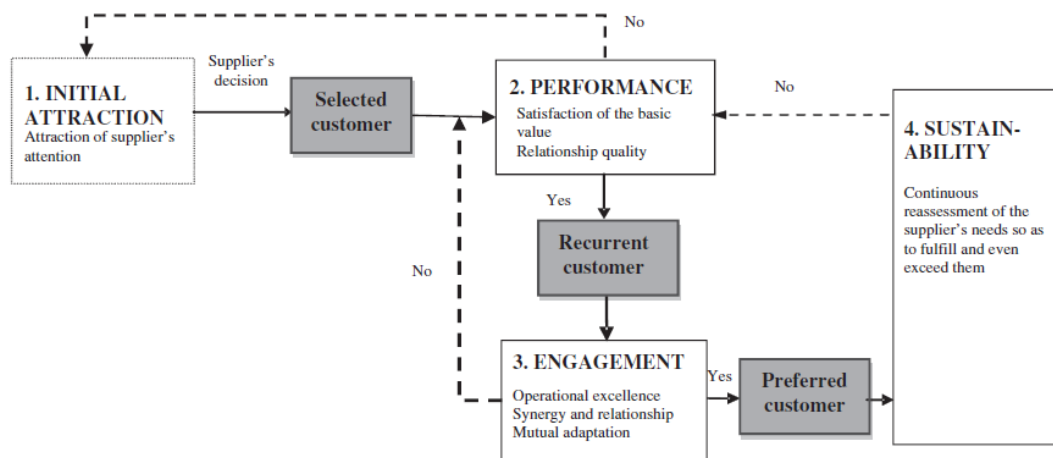 No
Supplier's
decision
1. INITIAL
ATTRACTION
Attraction of supplier's
attention
Selected
customer
2. PERFORMANCE
Satisfaction of the basic
value
Relationship quality
No
4. SUSTAIN-
ABILITY
Continuous
reassessment of the
supplier's needs so as
to fulfill and even
exceed them
Yes
Recurrent
customer
No
3. ENGAGEMENT
Operational excellence
Synergy and relationship
Mutual adaptation
Yes
Preferred
customer